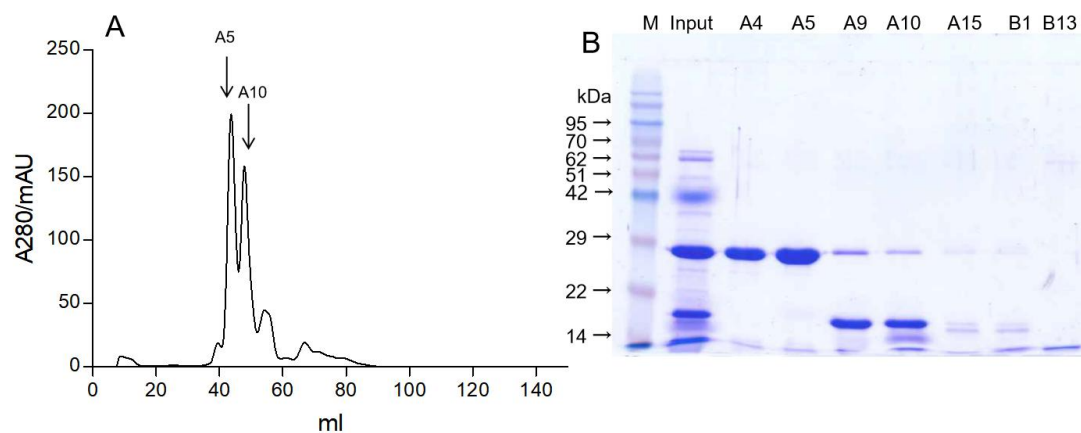 A
A5
A10
250
200
150
100
50
0
A280/mAU
0 20 40 60 80 100 120 140
ml
B
M Input A4 A5 A9 A10 A15 B1 B13
kDa
95→
70→
62→
51→
42→
29→
22→
14→